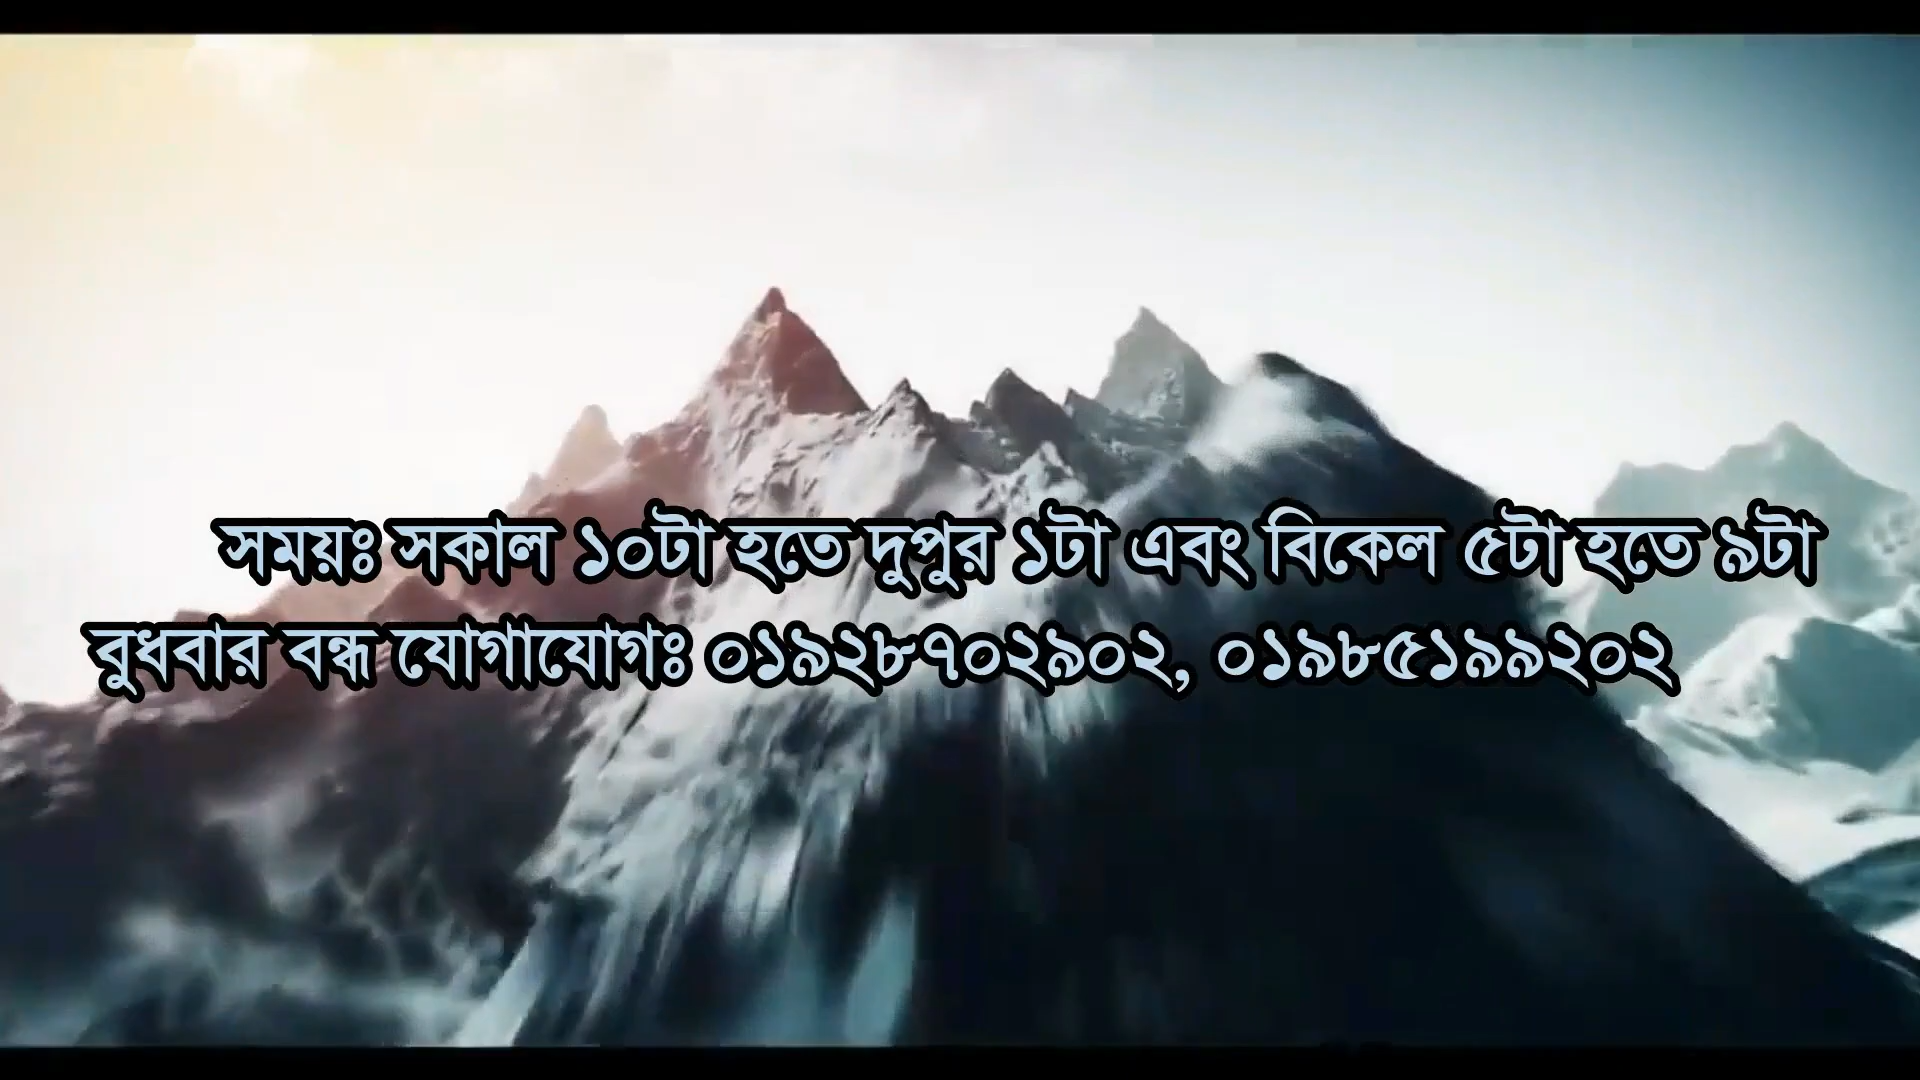 সময়ঃ সকাল ১০টা হতে দুপুর ১টা এবং বিকেল ৫টা হতে ৯টা
বুধবার বন্ধ যোগাযোগঃ ০১৯২৮৭০২৯০২, ০১৯৮৫১৯৯২০২